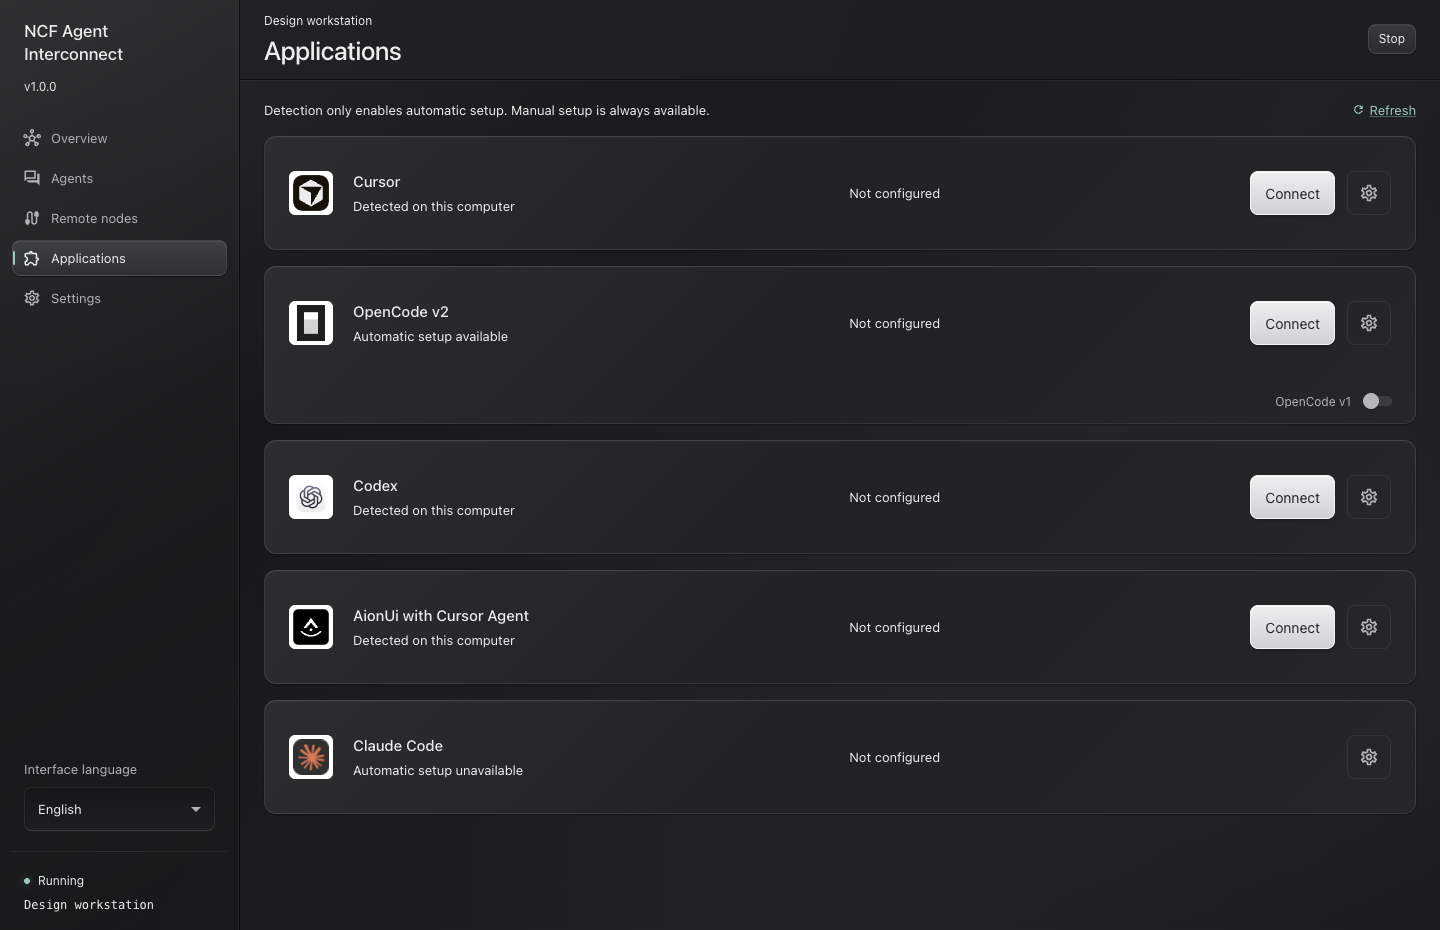 NCF Agent
Interconnect
v1.0.0
Overview
Agents
Remote nodes
Applications
Settings
Interface language
English
Running
Design workstation
Design workstation
Applications
Stop
Detection only enables automatic setup. Manual setup is always available.
Refresh
Cursor
Detected on this computer
Not configured
Connect
OpenCode v2
Automatic setup available
Not configured
Connect
OpenCode v1
Codex
Detected on this computer
Not configured
Connect
AionUi with Cursor Agent
Detected on this computer
Not configured
Connect
Claude Code
Automatic setup unavailable
Not configured